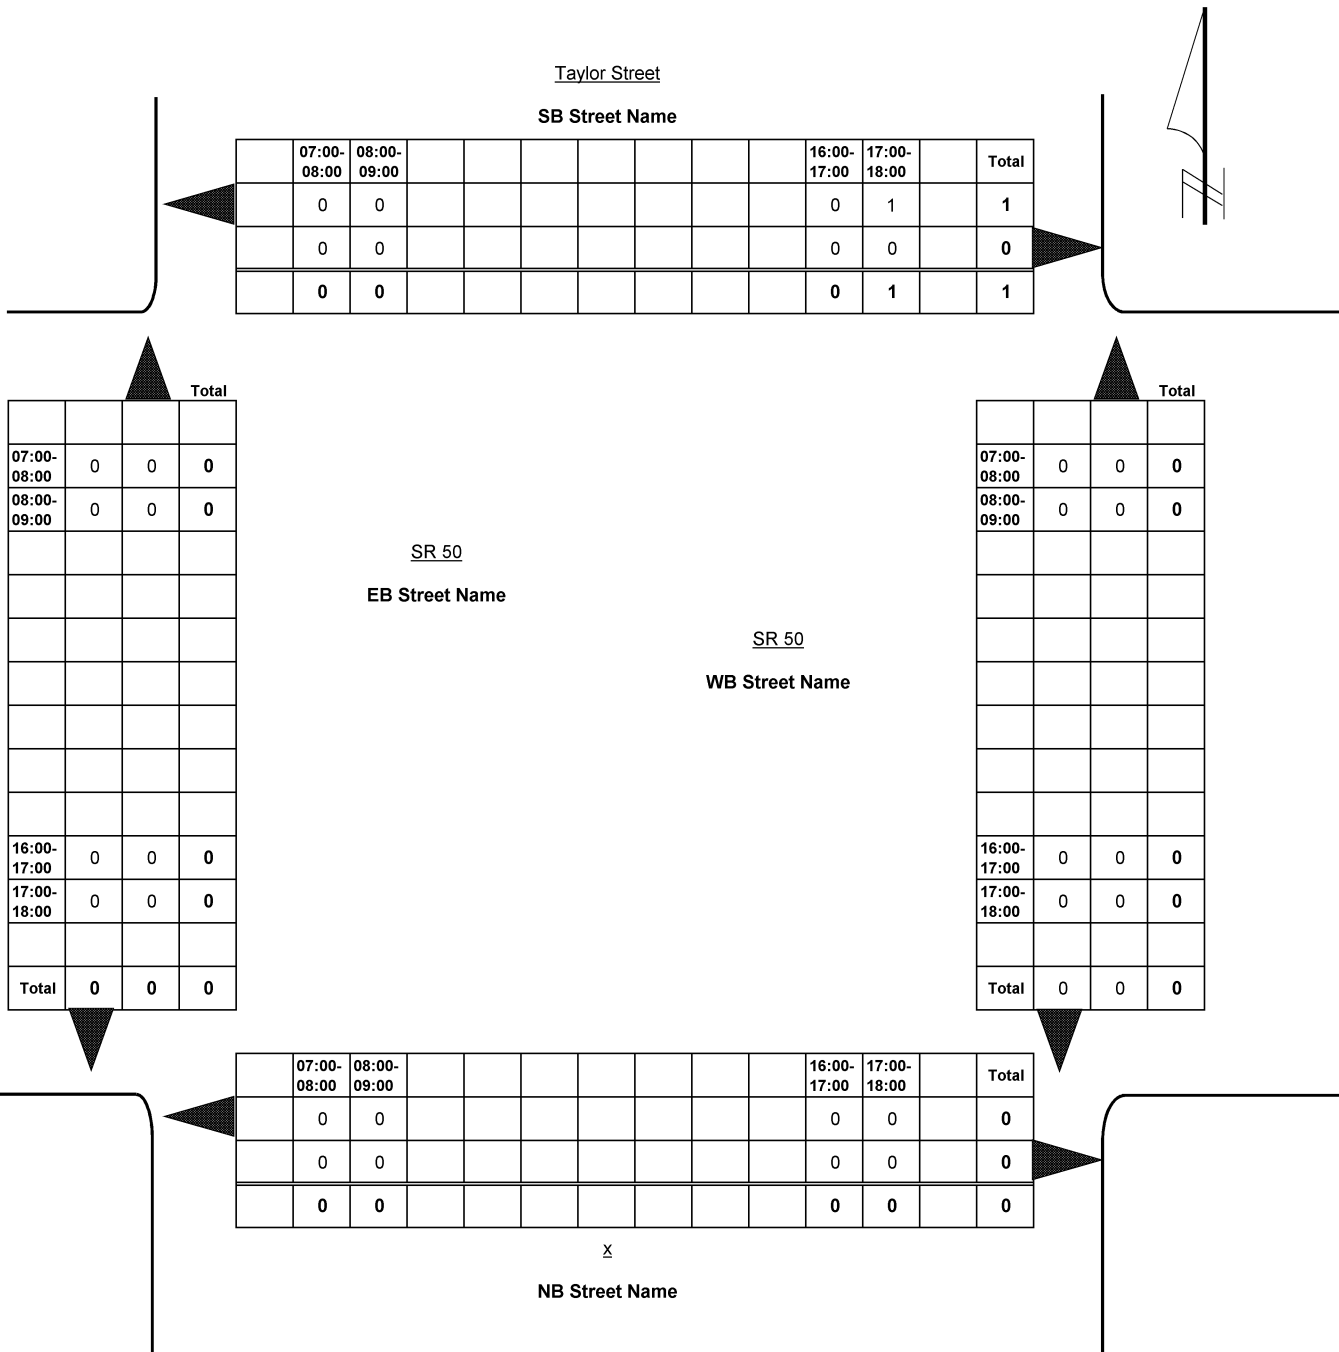 Taylor Street
SB Street Name
07:00- 08:00- 16:00- 17:00- Total
08:00 09:00 17:00 18:00
0 0 0 1 1
0 0 0 0 0
0 0 0 1 1
Total
07:00-
08:00 0 0 0
08:00-
09:00 0 0 0
16:00-
17:00 0 0 0
17:00-
18:00 0 0 0
Total 0 0 0
SR 50
EB Street Name
SR 50
WB Street Name
Total
07:00-
08:00 0 0 0
08:00-
09:00 0 0 0
16:00-
17:00 0 0 0
17:00-
18:00 0 0 0
Total 0 0 0
07:00- 08:00- 16:00- 17:00- Total
08:00 09:00 17:00 18:00
0 0 0 0 0
0 0 0 0 0
0 0 0 0 0
x
NB Street Name